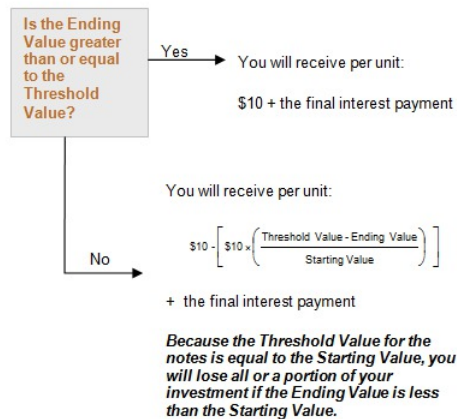 Is the Ending
Value greater
than or equal
to the
Threshold
Value?
Yes
You will receive per unit:
$10 + the final interest payment
You will receive per unit:
No
$10 - [ $10 × ( Threshold Value - Ending Value
Starting Value ) ]
+ the final interest payment
Because the Threshold Value for the
notes is equal to the Starting Value, you
will lose all or a portion of your
investment if the Ending Value is less
than the Starting Value.